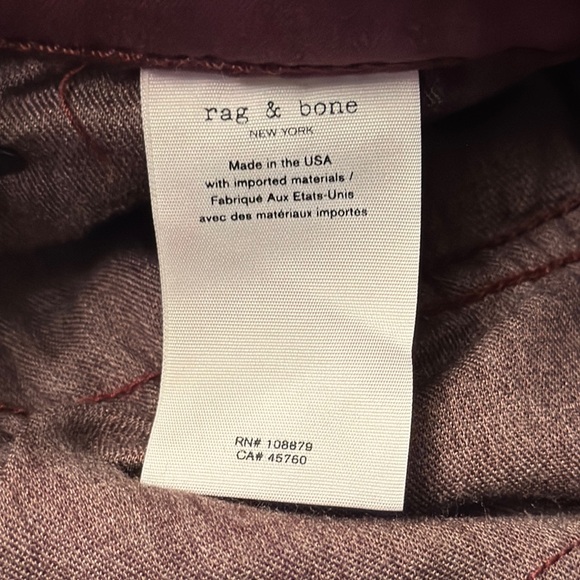 rag & bone
NEW YORK
Made in the USA
with imported materials /
Fabriqué Aux Etats-Unis
avec des matériaux importés
RN# 108879
CA# 45760